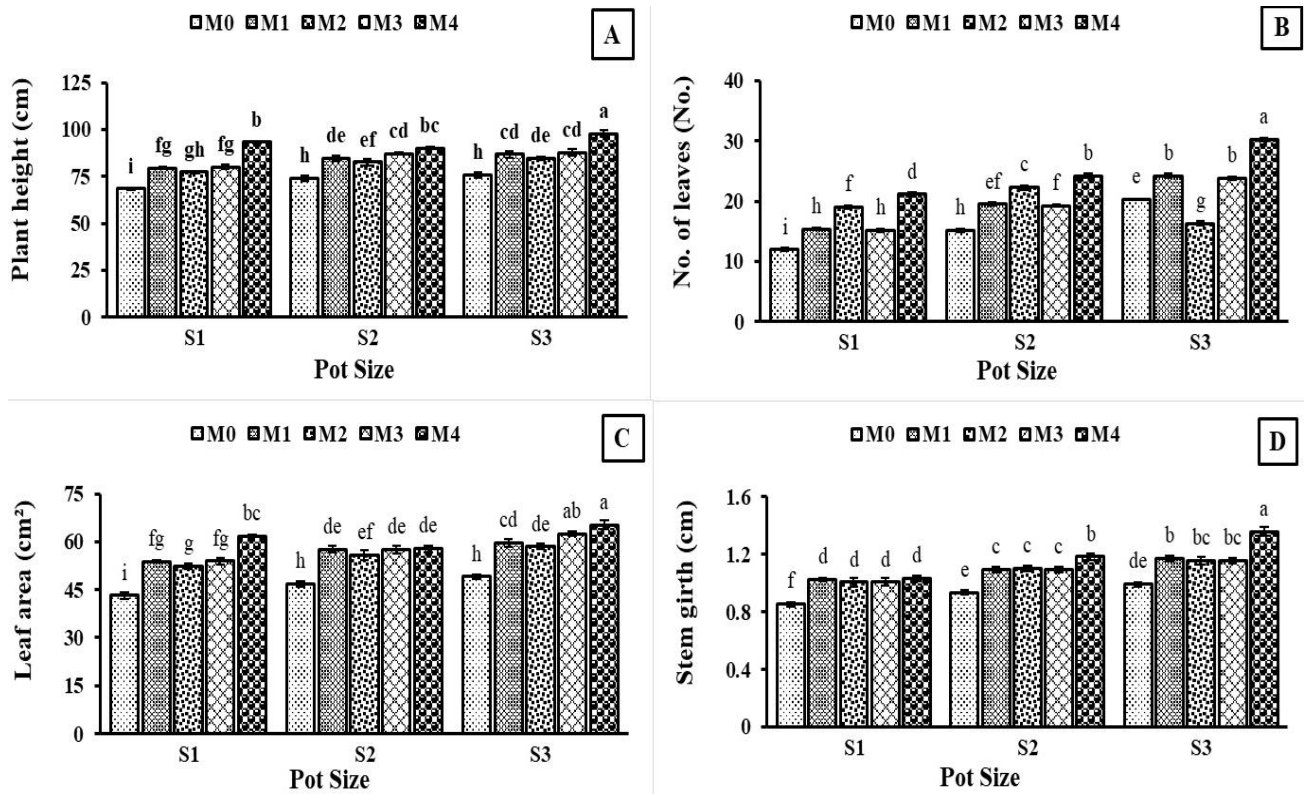 M0 M1 M2 M3 M4
A
Plant height (cm)
125
100
75
50
25
0
i fg gh fg b
h de ef cd bc
h cd de cd a
S1 S2 S3
Pot Size
M0 M1 M2 M3 M4
B
No. of leaves (No.)
40
30
20
10
0
i h f h d
h ef c f b
e b g b a
S1 S2 S3
Pot Size
M0 M1 M2 M3 M4
C
Leaf area (cm²)
75
60
45
30
15
0
i fg g fg bc
h de ef de de
h cd de ab a
S1 S2 S3
Pot Size
M0 M1 M2 M3 M4
D
Stem girth (cm)
1.6
1.2
0.8
0.4
0
f d d d d
e c c c b
de b bc bc a
S1 S2 S3
Pot Size